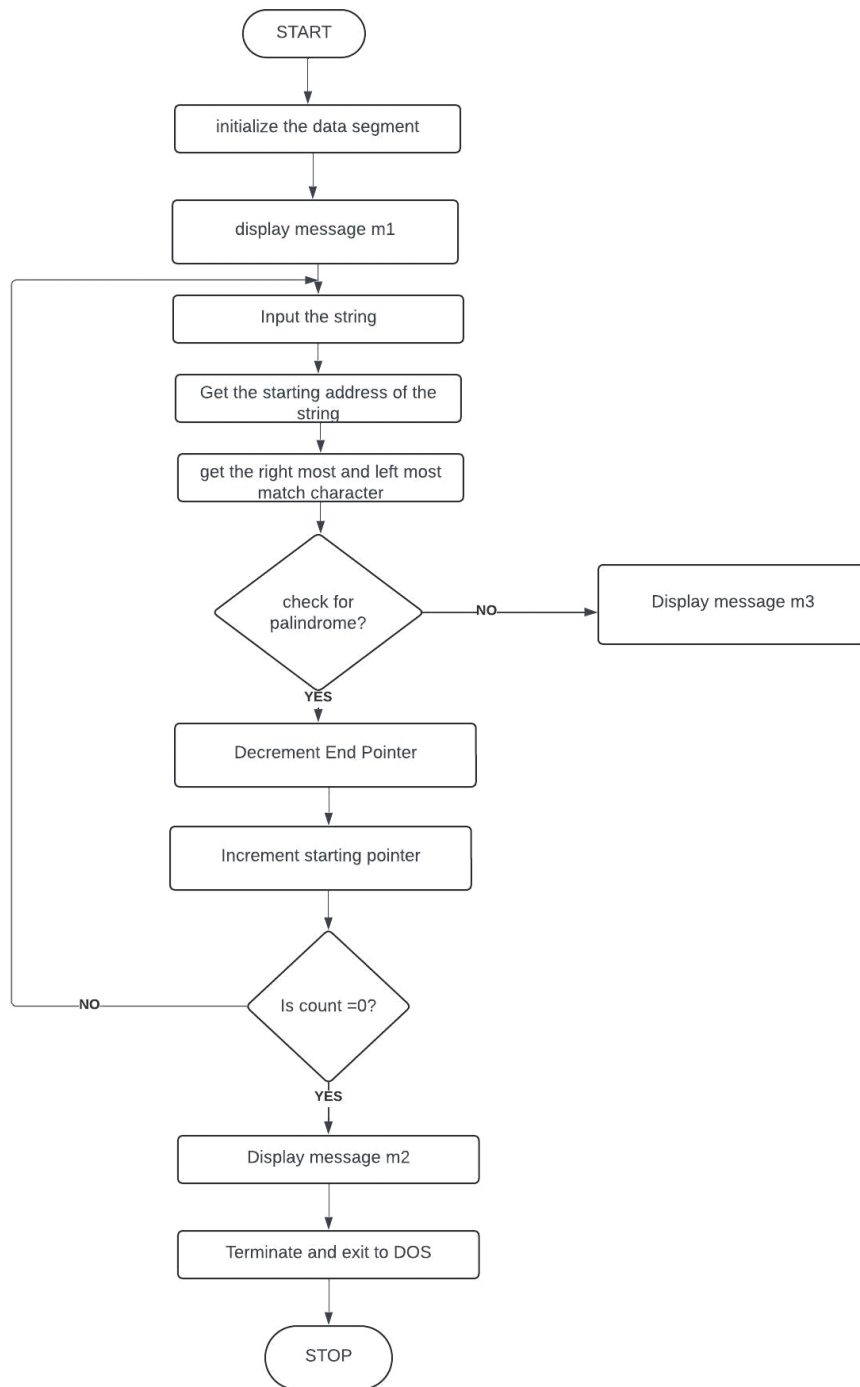 START
initialize the data segment
display message m1
Input the string
Get the starting address of the
string
get the right most and left most
match character
check for
palindrome?
NO
Display message m3
YES
Decrement End Pointer
Increment starting pointer
Is count =0?
NO
YES
Display message m2
Terminate and exit to DOS
STOP